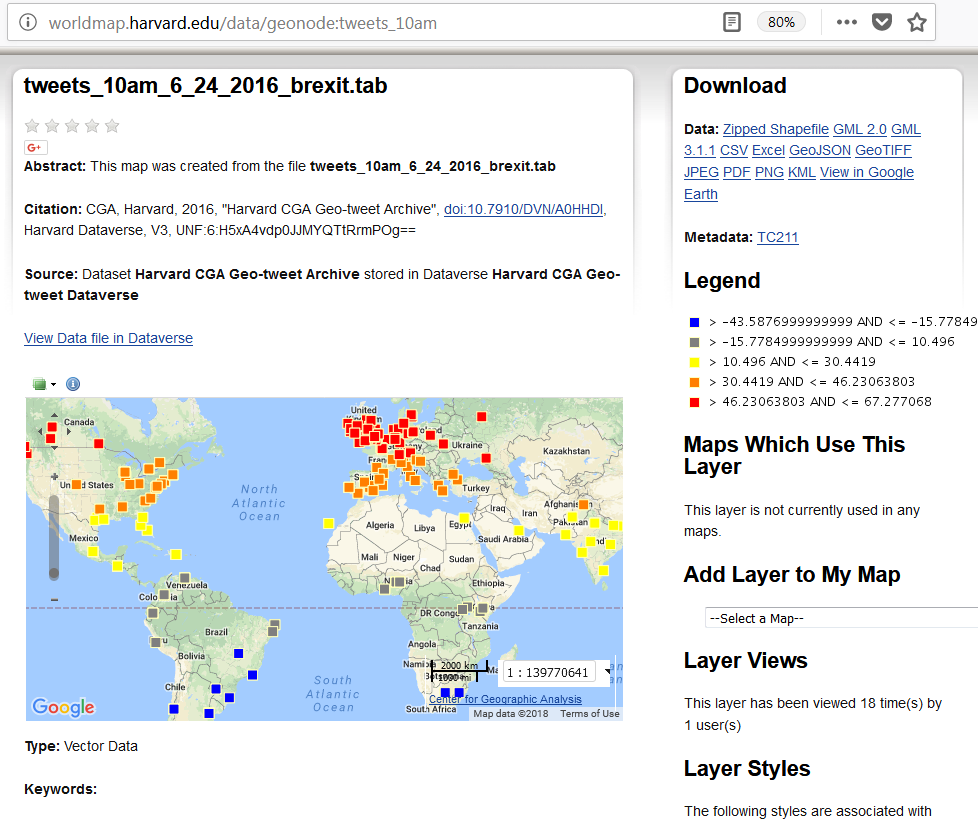 worldmap.harvard.edu/data/geonode:tweets_10am
80%
tweets_10am_6_24_2016_brexit.tab
G+
Abstract: This map was created from the file tweets_10am_6_24_2016_brexit.tab
Citation: CGA, Harvard, 2016, "Harvard CGA Geo-tweet Archive", doi:10.7910/DVN/A0HHDI,
Harvard Dataverse, V3, UNF:6:H5xA4vdp0JJMYQTtRrmPOg==
Source: Dataset Harvard CGA Geo-tweet Archive stored in Dataverse Harvard CGA Geo-
tweet Dataverse
View Data file in Dataverse
Canada
United
Ukraine
Kazakhstan
United States
North
Atlantic
Ocean
Turkey
Iraq
Iran
Mexico
Algeria
Libya
Egypt
Saudi Arabia
Mali
Niger
Chad
Sudan
Ethiopia
Venezuela
DR Congo
Tanzania
Brazil
Bolivia
Angola
Chile
South
Atlantic
Ocean
2000 km
1000 mi
1 : 139770641
Center for Geographic Analysis
South Africa
Google
Map data ©2018 Terms of Use
Type: Vector Data
Keywords:
Download
Data: Zipped Shapefile GML 2.0 GML
3.1.1 CSV Excel GeoJSON GeoTIFF
JPEG PDF PNG KML View in Google
Earth
Metadata: TC211
Legend
> -43.5876999999999 AND <= -15.77849
> -15.7784999999999 AND <= 10.496
> 10.496 AND <= 30.4419
> 30.4419 AND <= 46.23063803
> 46.23063803 AND <= 67.277068
Maps Which Use This
Layer
This layer is not currently used in any
maps.
Add Layer to My Map
--Select a Map--
Layer Views
This layer has been viewed 18 time(s) by
1 user(s)
Layer Styles
The following styles are associated with